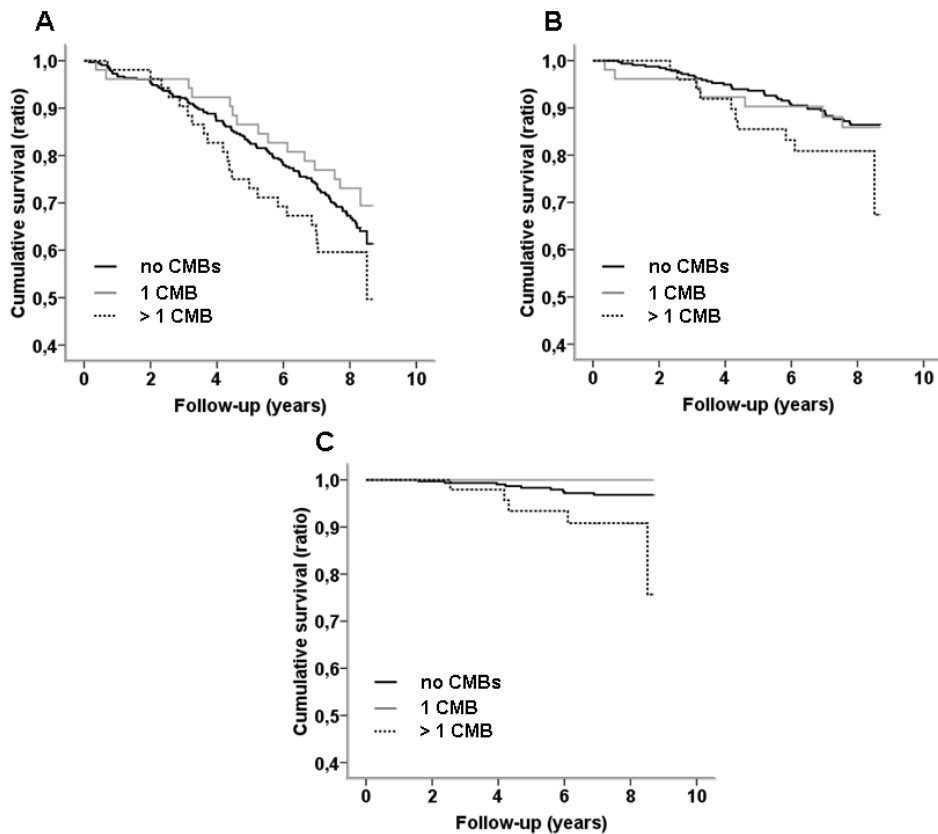 A
Cumulative survival (ratio)
1,0
0,9
0,8
0,7
0,6
0,5
0,4
no CMBs
1 CMB
> 1 CMB
0 2 4 6 8 10
Follow-up (years)
B
Cumulative survival (ratio)
1,0
0,9
0,8
0,7
0,6
0,5
0,4
no CMBs
1 CMB
> 1 CMB
0 2 4 6 8 10
Follow-up (years)
C
Cumulative survival (ratio)
1,0
0,9
0,8
0,7
0,6
0,5
0,4
no CMBs
1 CMB
> 1 CMB
0 2 4 6 8 10
Follow-up (years)